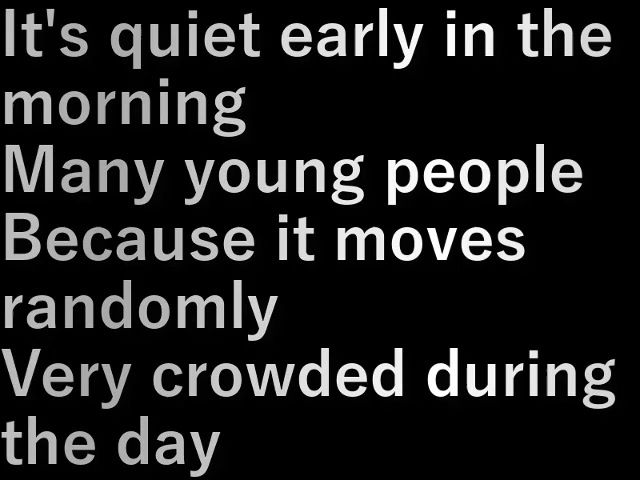 It's quiet early in the
morning
Many young people
Because it moves
randomly
Very crowded during
the day